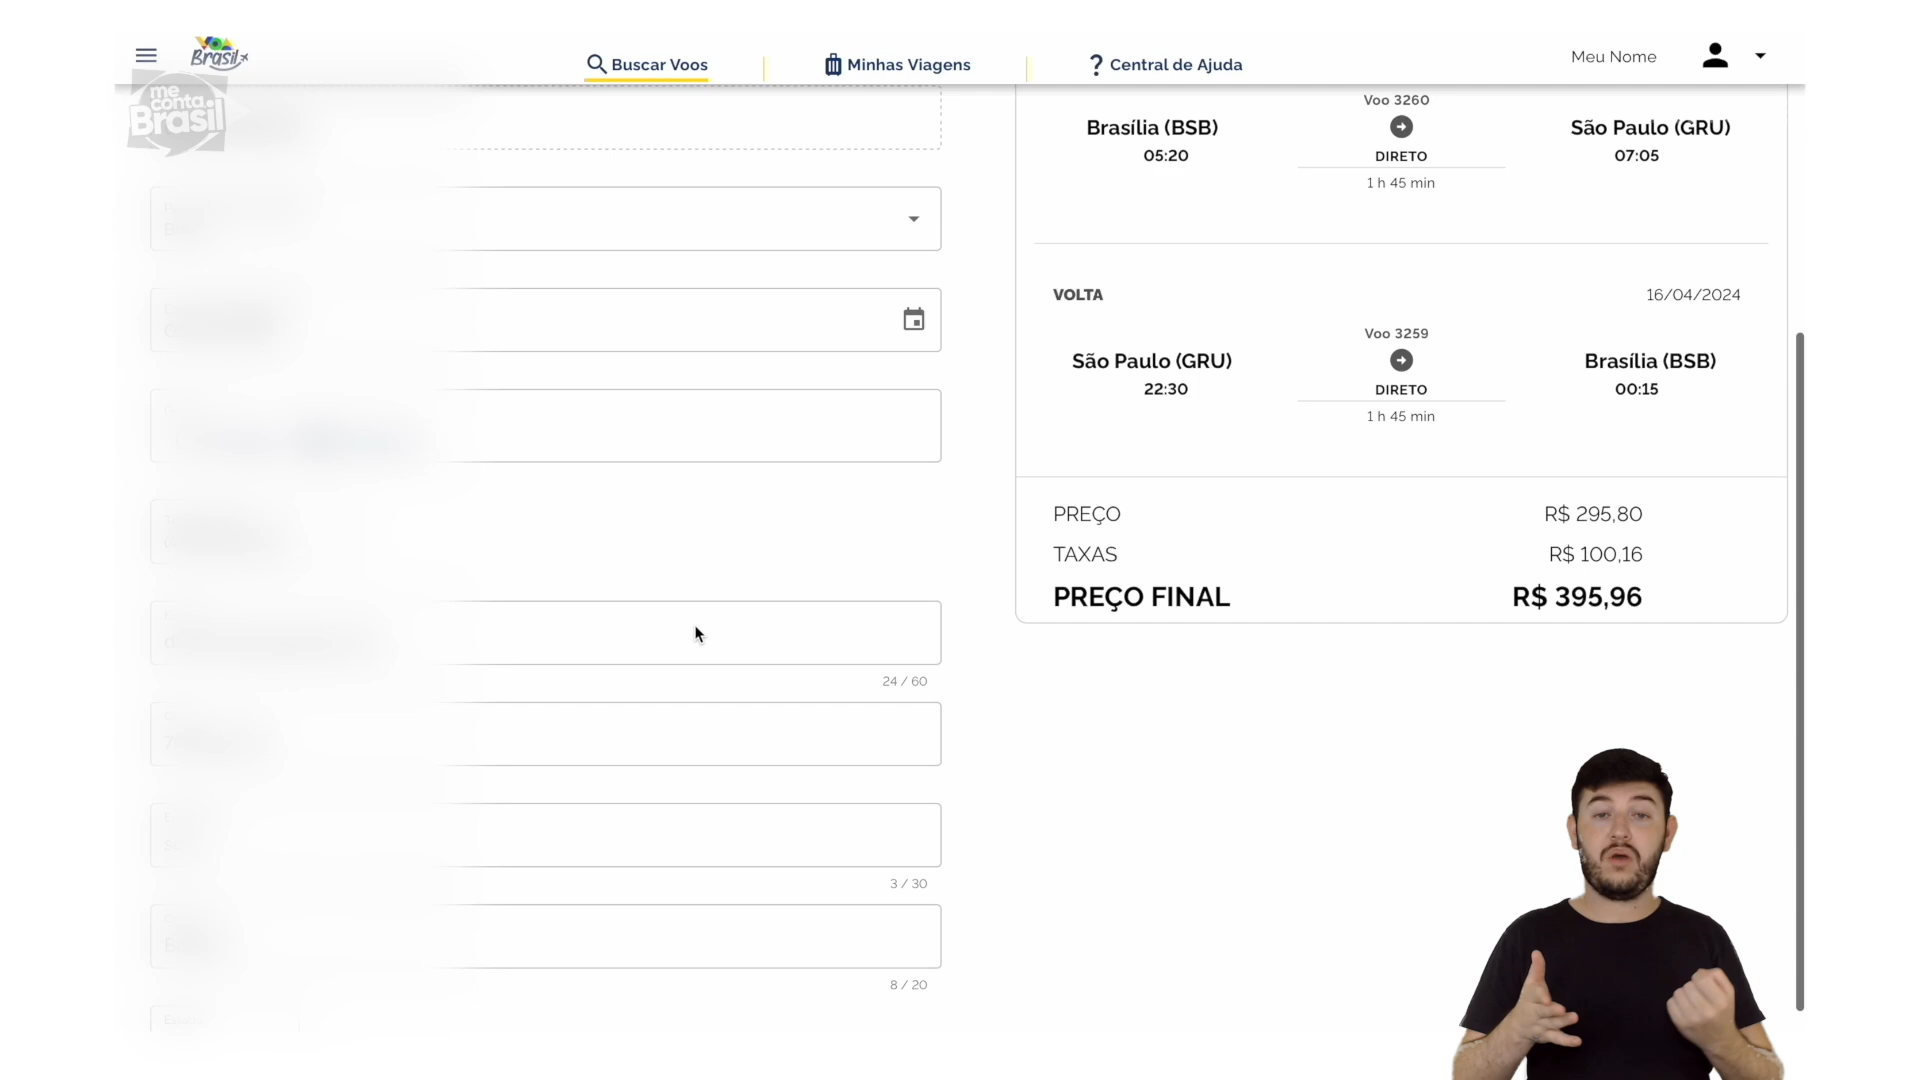 VOA
Brasil
Buscar Voos
Minhas Viagens
? Central de Ajuda
Meu Nome
me
conta.
Brasil
Voo 3260
Brasília (BSB)
São Paulo (GRU)
05:20
DIRETO
07:05
1 h 45 min
VOLTA
16/04/2024
Voo 3259
São Paulo (GRU)
Brasília (BSB)
22:30
DIRETO
00:15
1 h 45 min
PREÇO
R$ 295,80
TAXAS
R$ 100,16
PREÇO FINAL
R$ 395,96
24 / 60
3 / 30
8 / 20